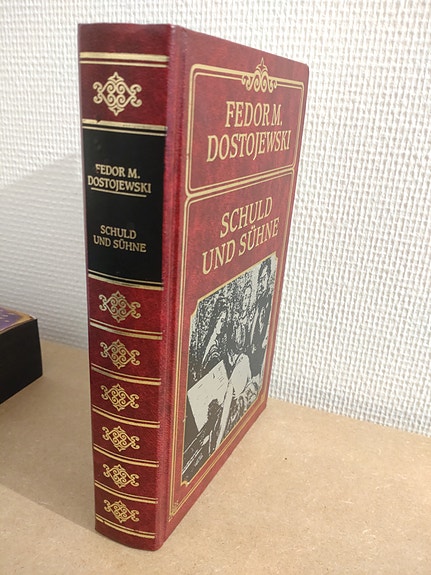 FEDOR M.
DOSTOJEWSKI
SCHULD
UND SÜHNE
FEDOR M.
DOSTOJEWSKI
SCHULD
UND SÜHNE